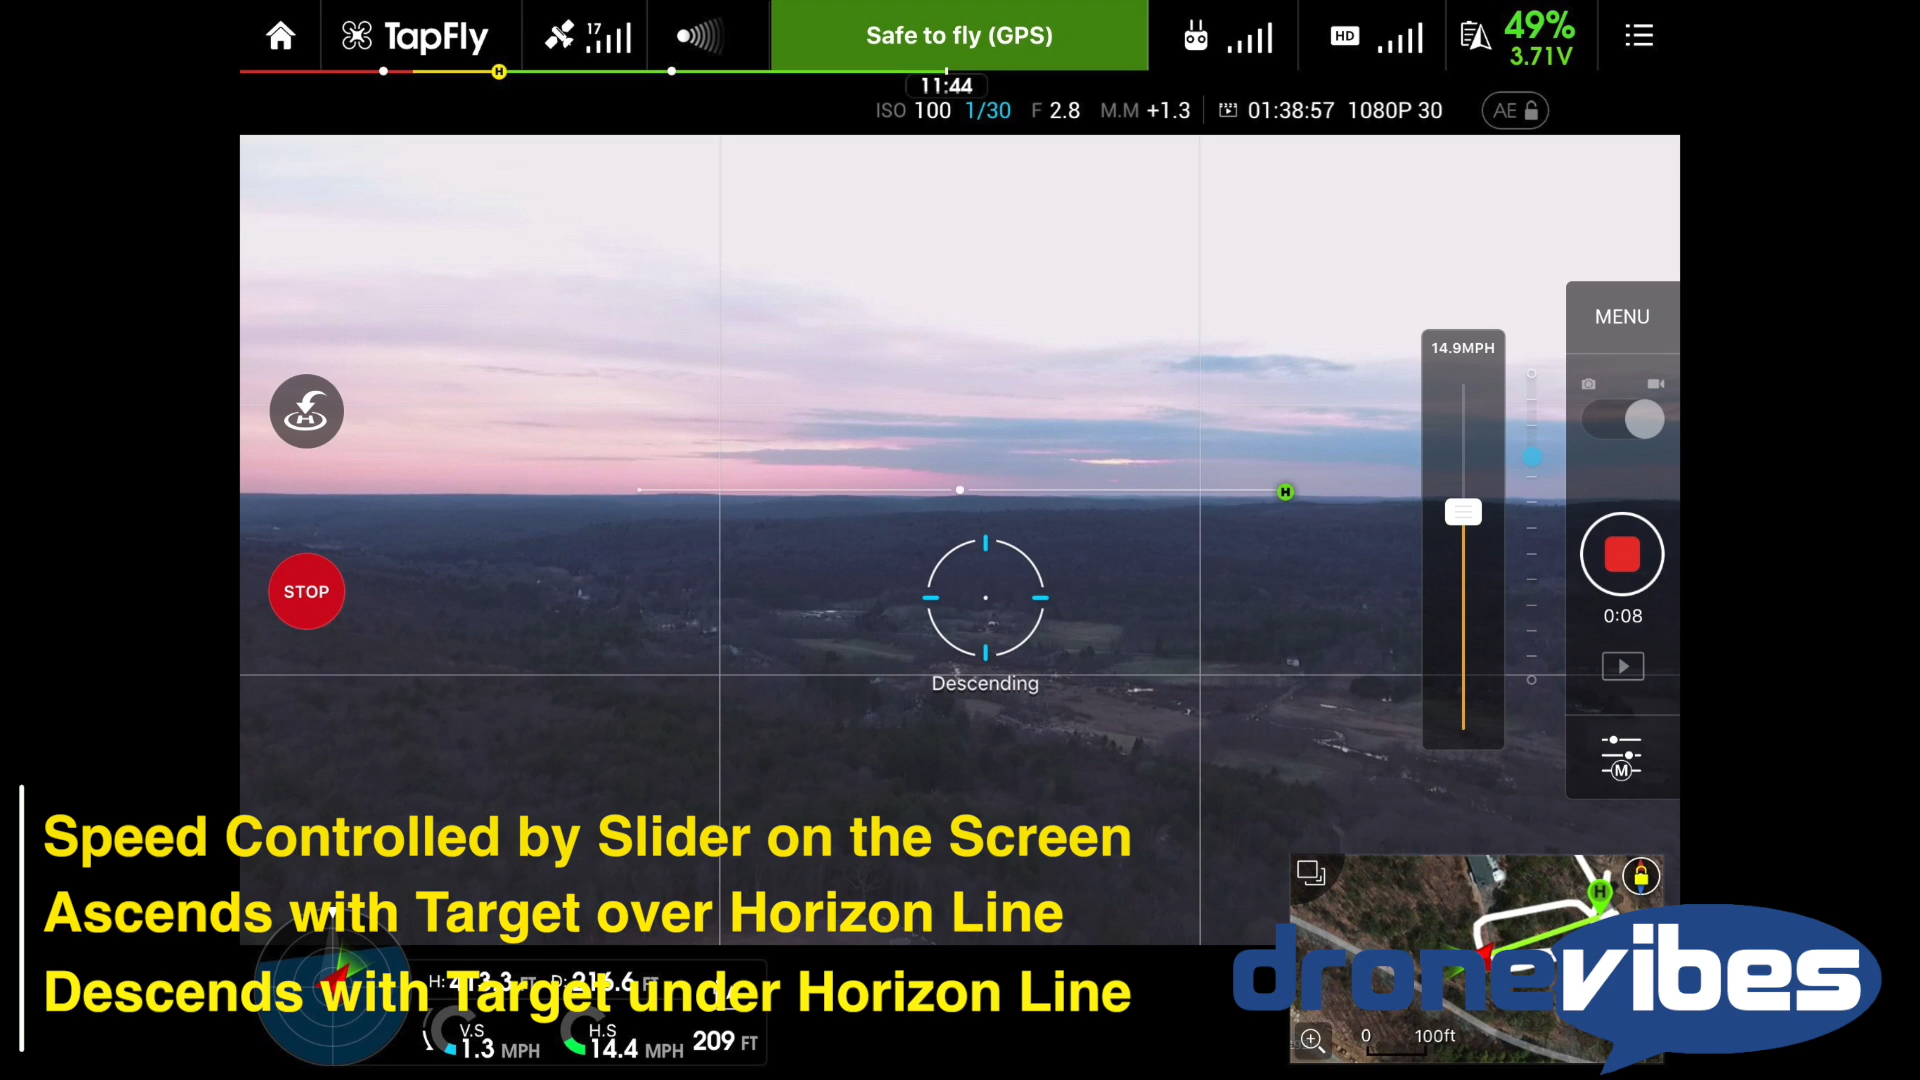 TapFly
17
Safe to fly (GPS)
HD
49%
3.71V
H
11:44
ISO 100 1/30 F 2.8 M.M +1.3 01:38:57 1080P 30 AE
MENU
14.9MPH
H
H
STOP
0:08
Descending
M
Speed Controlled by Slider on the Screen
Ascends with Target over Horizon Line
Descends with Target under Horizon Line
D: 216.6 FT
V.S
1.3 MPH
H.S
14.4 MPH
209 FT
H
dronevibes
0 100ft